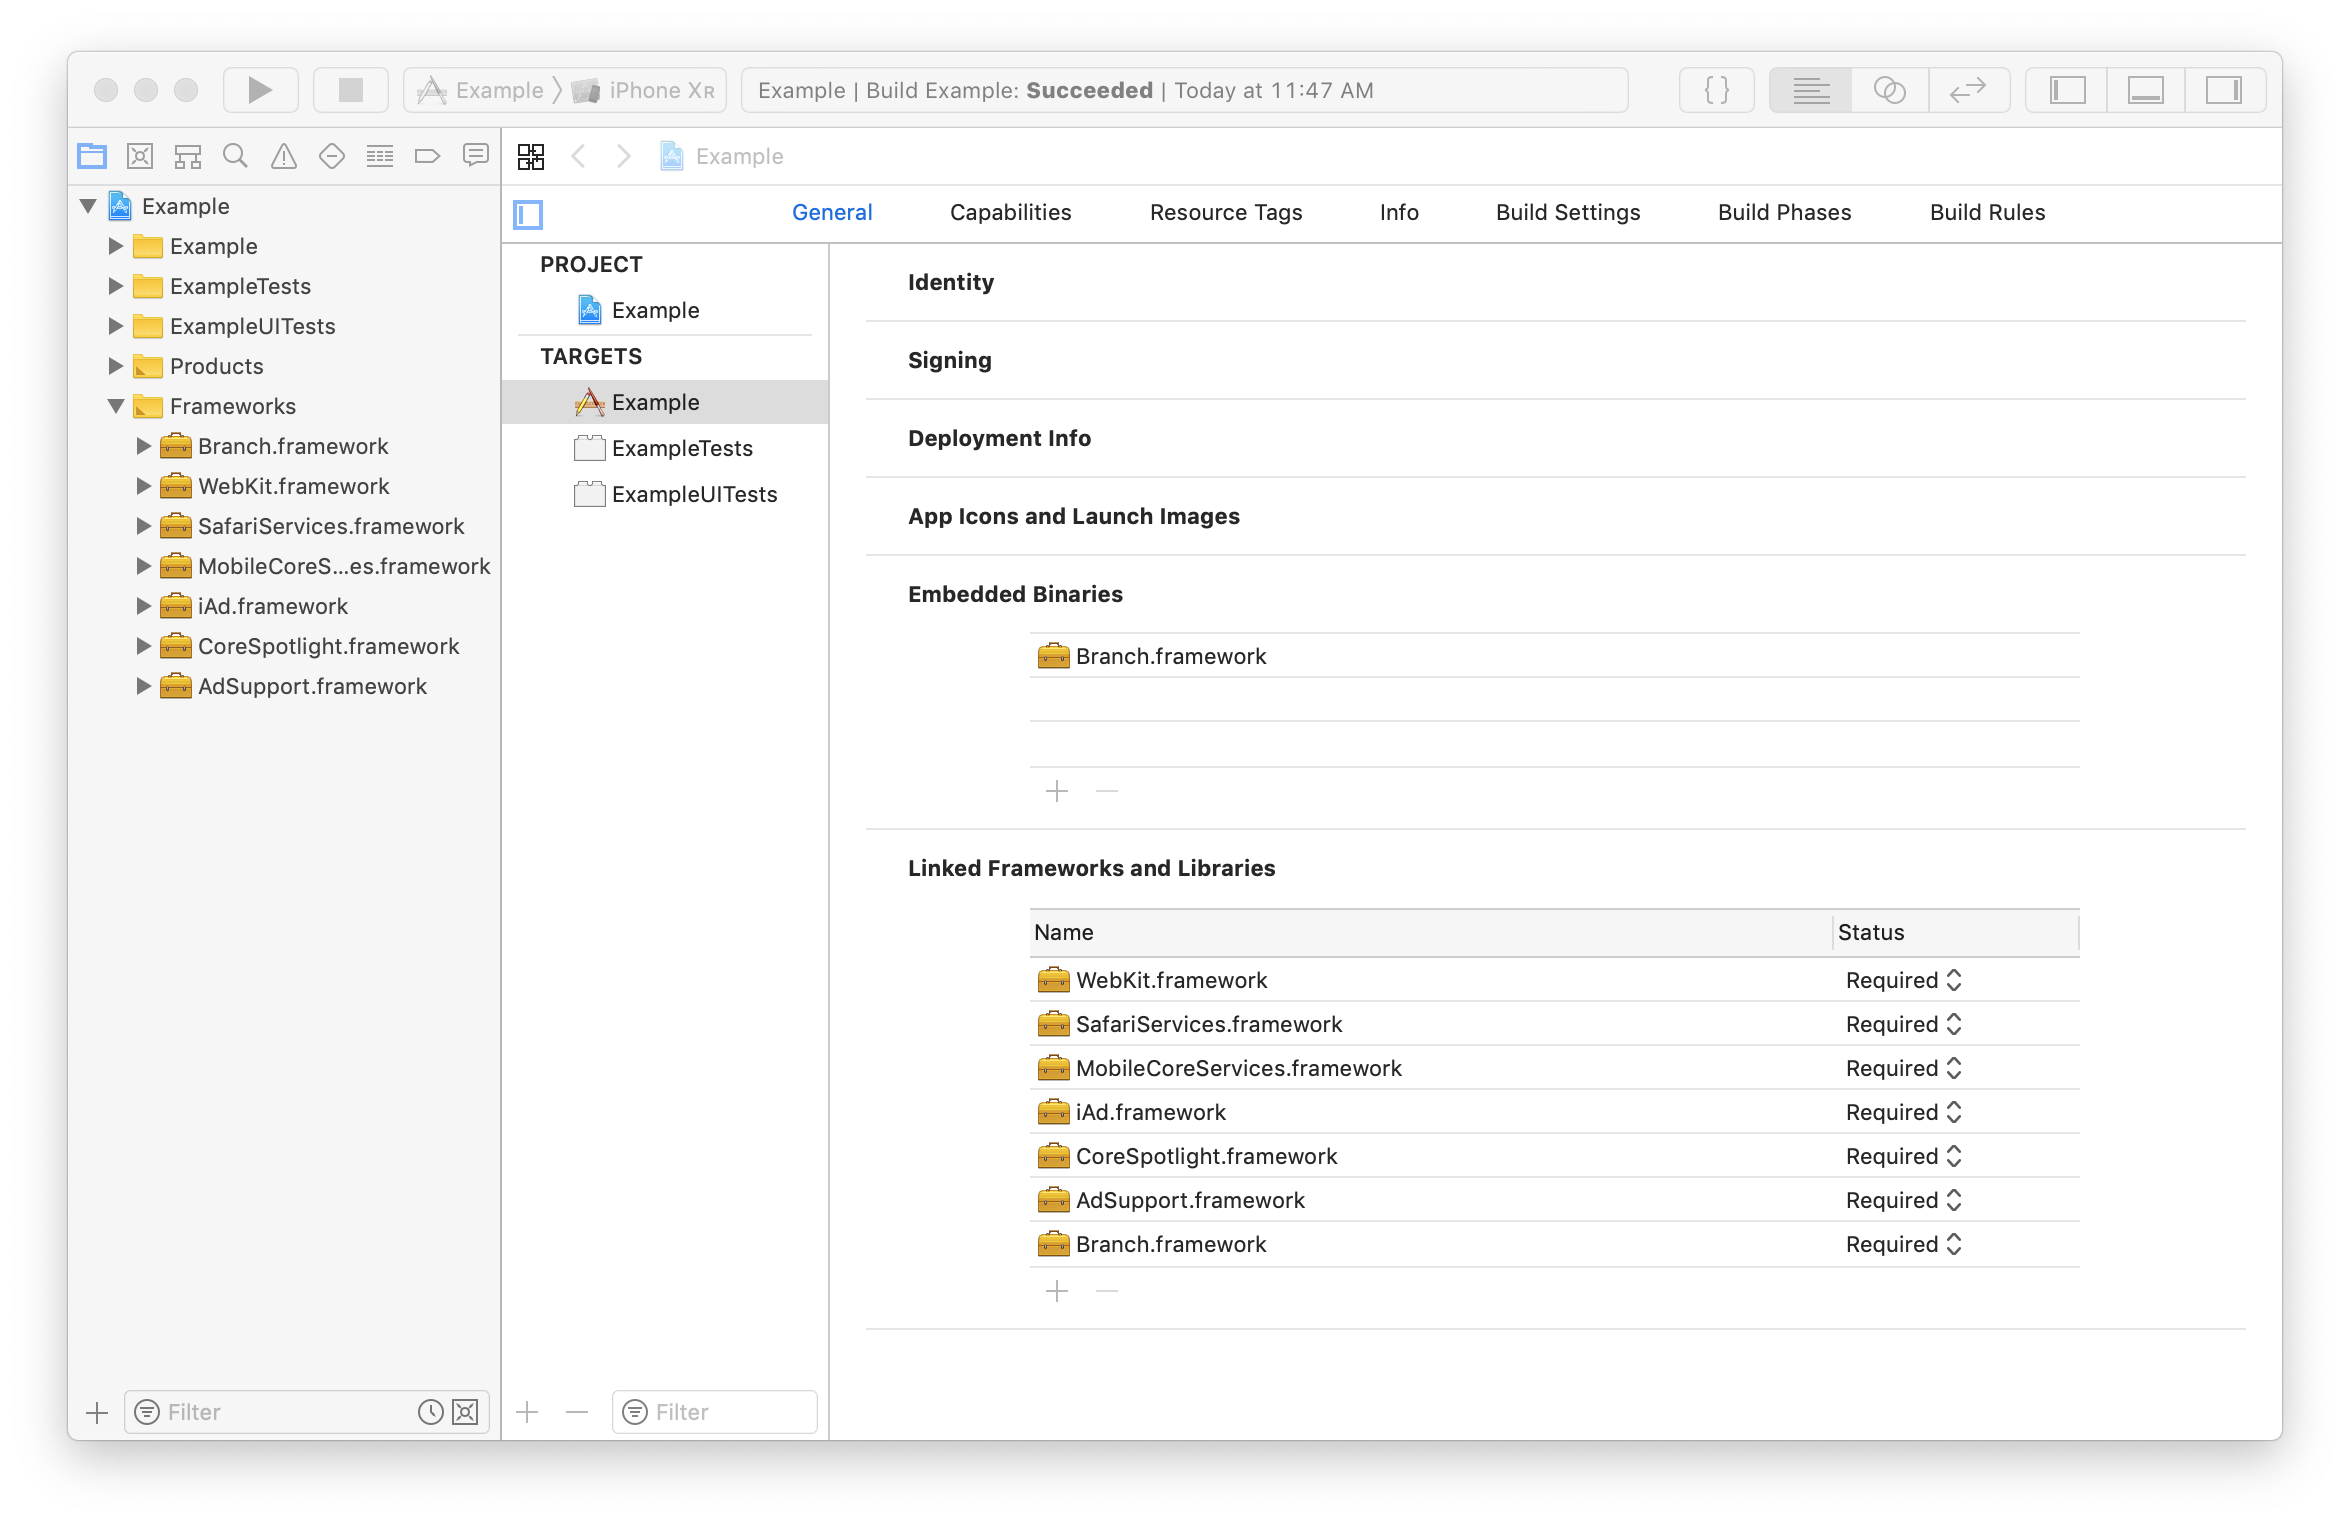 Example 〉 iPhone XR
Example | Build Example: Succeeded | Today at 11:47 AM
Example
Example
ExampleTests
ExampleUITests
Products
Frameworks
Branch.framework
WebKit.framework
SafariServices.framework
MobileCoreS...es.framework
iAd.framework
CoreSpotlight.framework
AdSupport.framework
Filter
Example
General Capabilities Resource Tags Info Build Settings Build Phases Build Rules
PROJECT
Example
TARGETS
Example
ExampleTests
ExampleUITests
Filter
Identity
Signing
Deployment Info
App Icons and Launch Images
Embedded Binaries
Branch.framework
Linked Frameworks and Libraries
Name Status
WebKit.framework Required
SafariServices.framework Required
MobileCoreServices.framework Required
iAd.framework Required
CoreSpotlight.framework Required
AdSupport.framework Required
Branch.framework Required